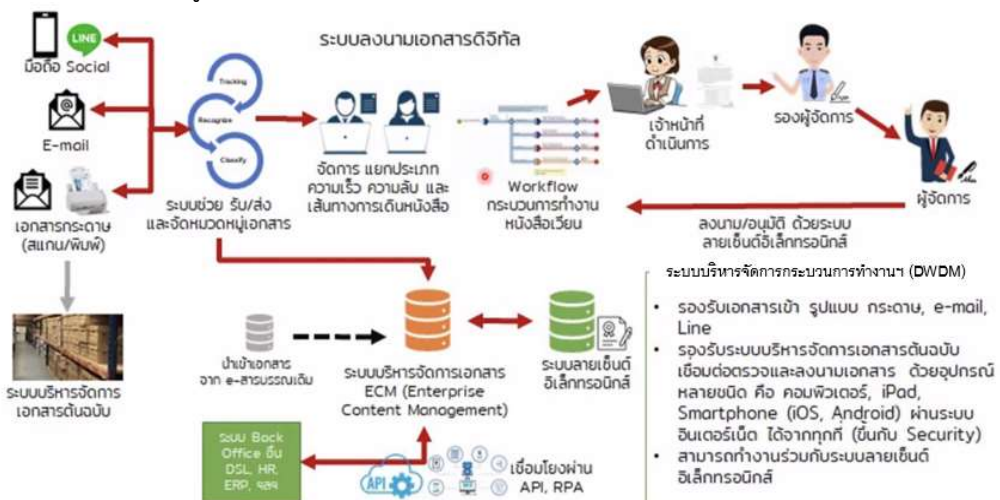 ระบบลงนามเอกสารดิจิทัล
LINE
มือถือ Social
E-mail
เอกสารกระดาษ
(สแกน/พิมพ์)
ระบบบริหารจัดการ
เอกสารต้นฉบับ
Tracking
Recognize
Classify
ระบบช่วย รับ/ส่ง
และจัดหมวดหมู่เอกสาร
จัดการ แยกประเภท
ความเร็ว ความลับ และ
เส้นทางการเดินหนังสือ
Workflow
กระบวนการทำงาน
หนังสือเวียน
เจ้าหน้าที่
ดำเนินการ
รองผู้จัดการ
ผู้จัดการ
ลงนาม/อนุมัติ ด้วยระบบ
ลายเซ็นต์อิเล็กทรอนิกส์
นำเข้าเอกสาร
จาก e-สารบรรณเดิม
ระบบบริหารจัดการเอกสาร
ECM (Enterprise
Content Management)
ระบบลายเซ็นต์
อิเล็กทรอนิกส์
ระบบ Back
Office อื่น
DSL, HR,
ERP, ฯลฯ
API
เชื่อมโยงผ่าน
API, RPA
ระบบบริหารจัดการกระบวนการทำงานฯ (DWDM)
• รองรับเอกสารเข้า รูปแบบ กระดาษ, e-mail,
Line
• รองรับระบบบริหารจัดการเอกสารต้นฉบับ
เชื่อมต่อตรวจและลงนามเอกสาร ด้วยอุปกรณ์
หลายชนิด คือ คอมพิวเตอร์, iPad,
Smartphone (iOS, Android) ผ่านระบบ
อินเตอร์เน็ต ได้จากทุกที่ (ขึ้นกับ Security)
• สามารถทำงานร่วมกับระบบลายเซ็นต์
อิเล็กทรอนิกส์